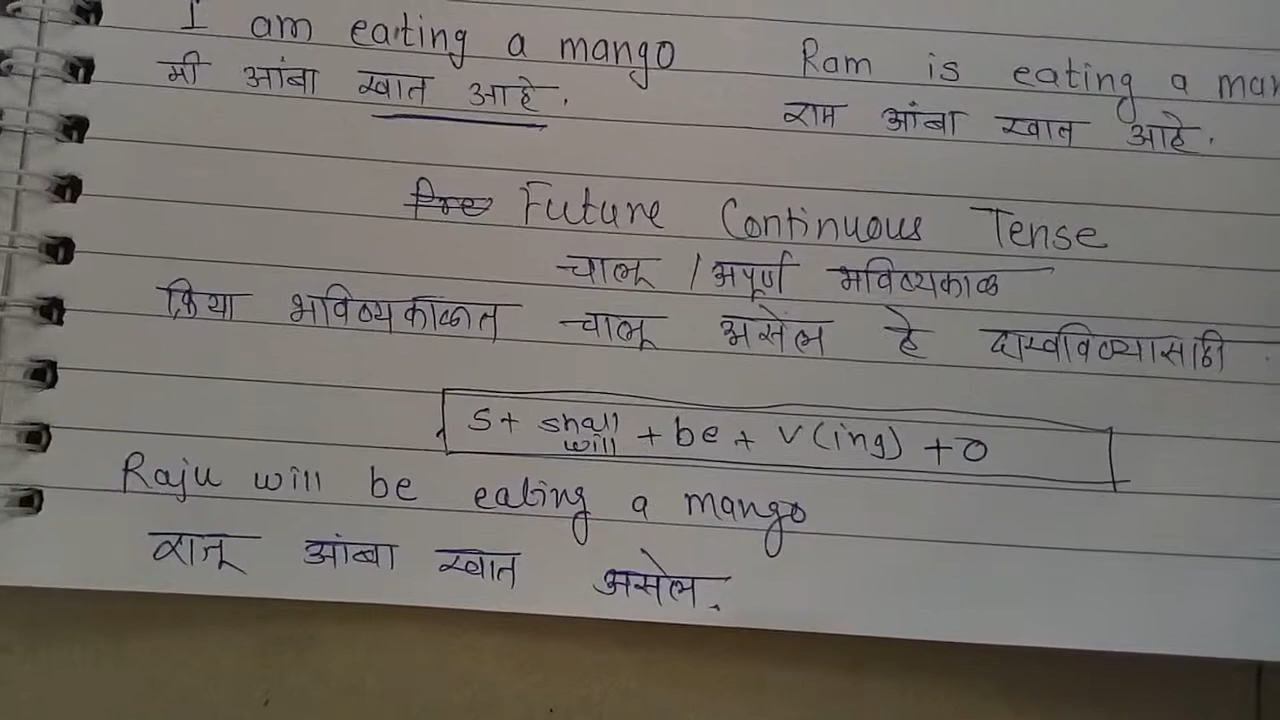 I am eating a mango
मी आंबा खात आहे.
Ram is eating a
राम आंबा खात आहे.
Pre Future Continuous Tense
चालू / अपूर्ण भविष्यकाळ
क्रिया भविष्यकाळात चालू असेल हे दाखविण्यासाठी
S + shall will + be + V(ing) + O
Raju will be eating a mango
राजू आंबा खात असेल.